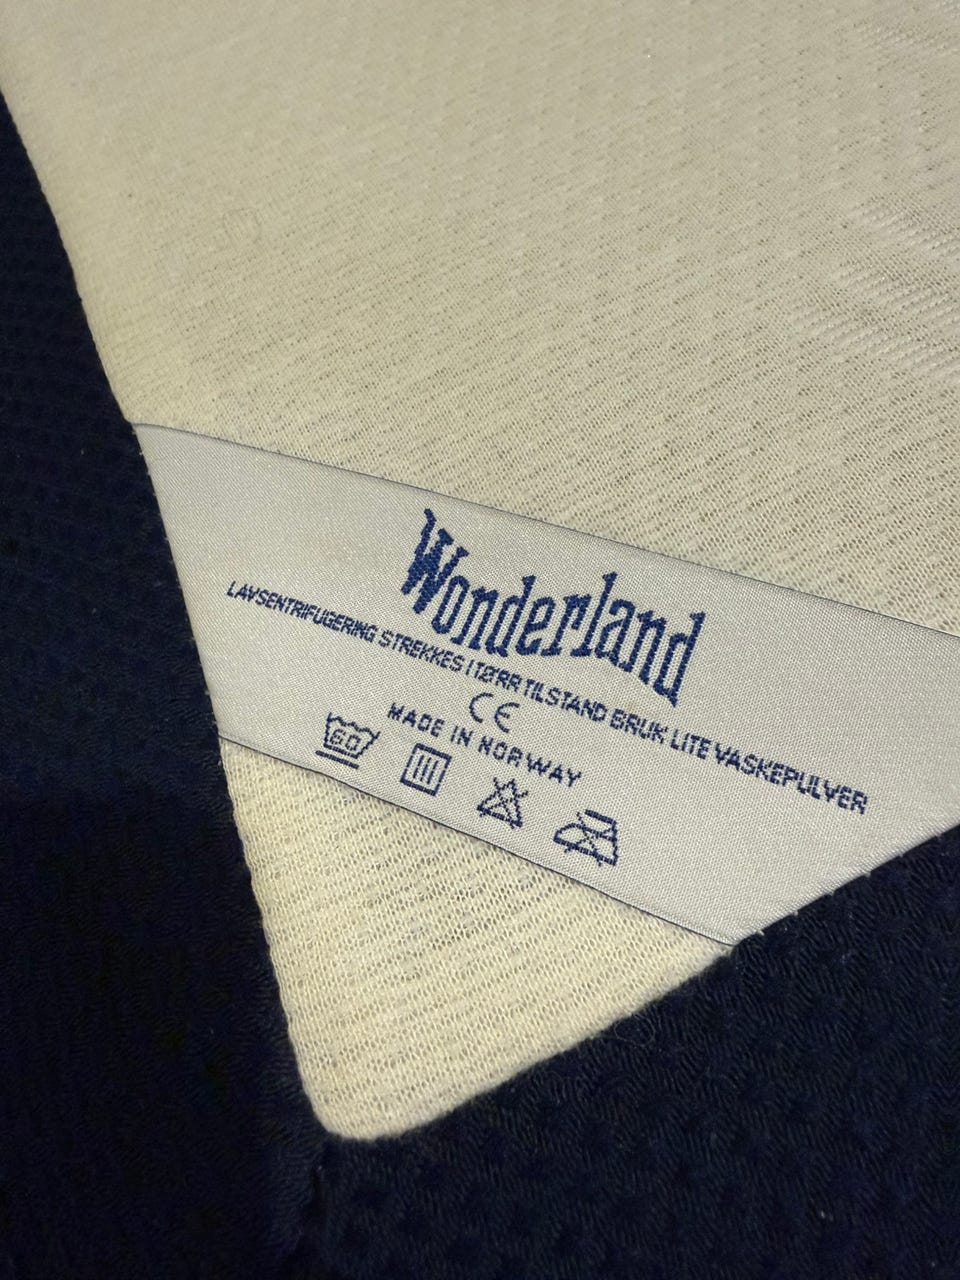 Wonderland
LAVSENTRIFUGERING STREKKES I TØRR TILSTAND BRUK LITE VASKEPULVER
CE
MADE IN NORWAY
60